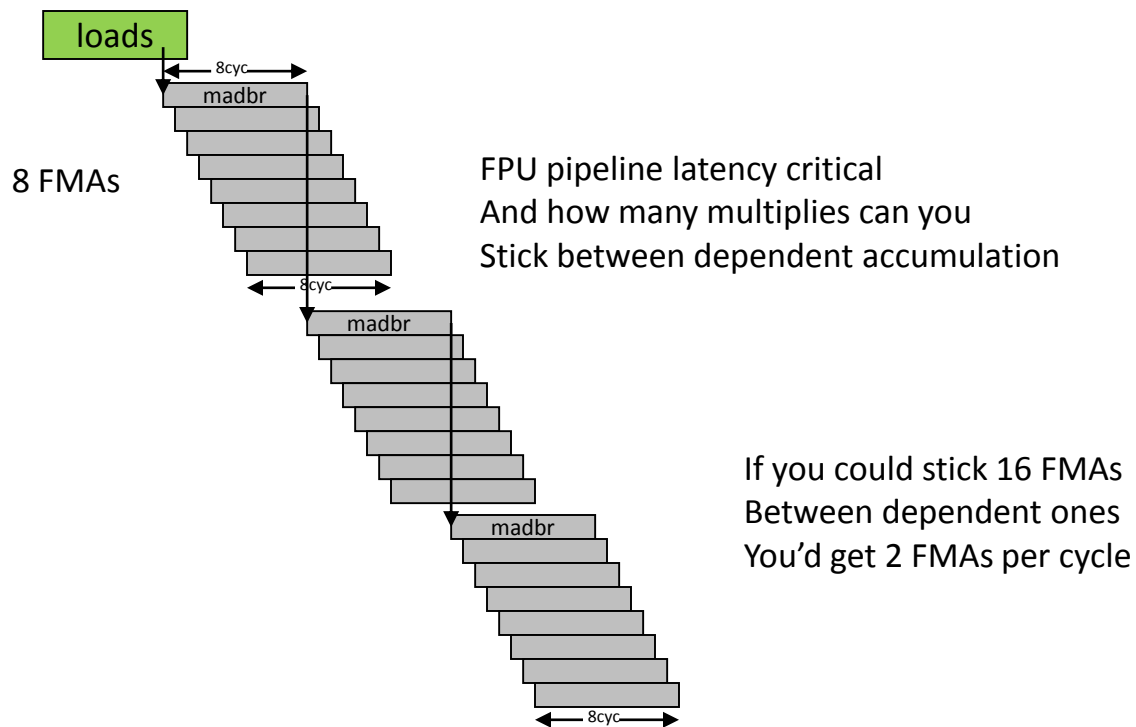 loads
8cyc
madbr
8 FMAs
FPU pipeline latency critical
And how many multiplies can you
Stick between dependent accumulation
8cyc
madbr
If you could stick 16 FMAs
Between dependent ones
You’d get 2 FMAs per cycle
madbr
8cyc